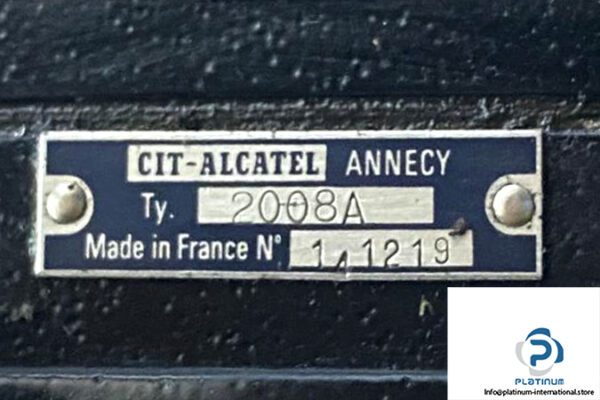 CIT-ALCATEL ANNECY
Ty. 2008A
Made in France N° 1 1219
PLATINUM
Info@platinum-international.store